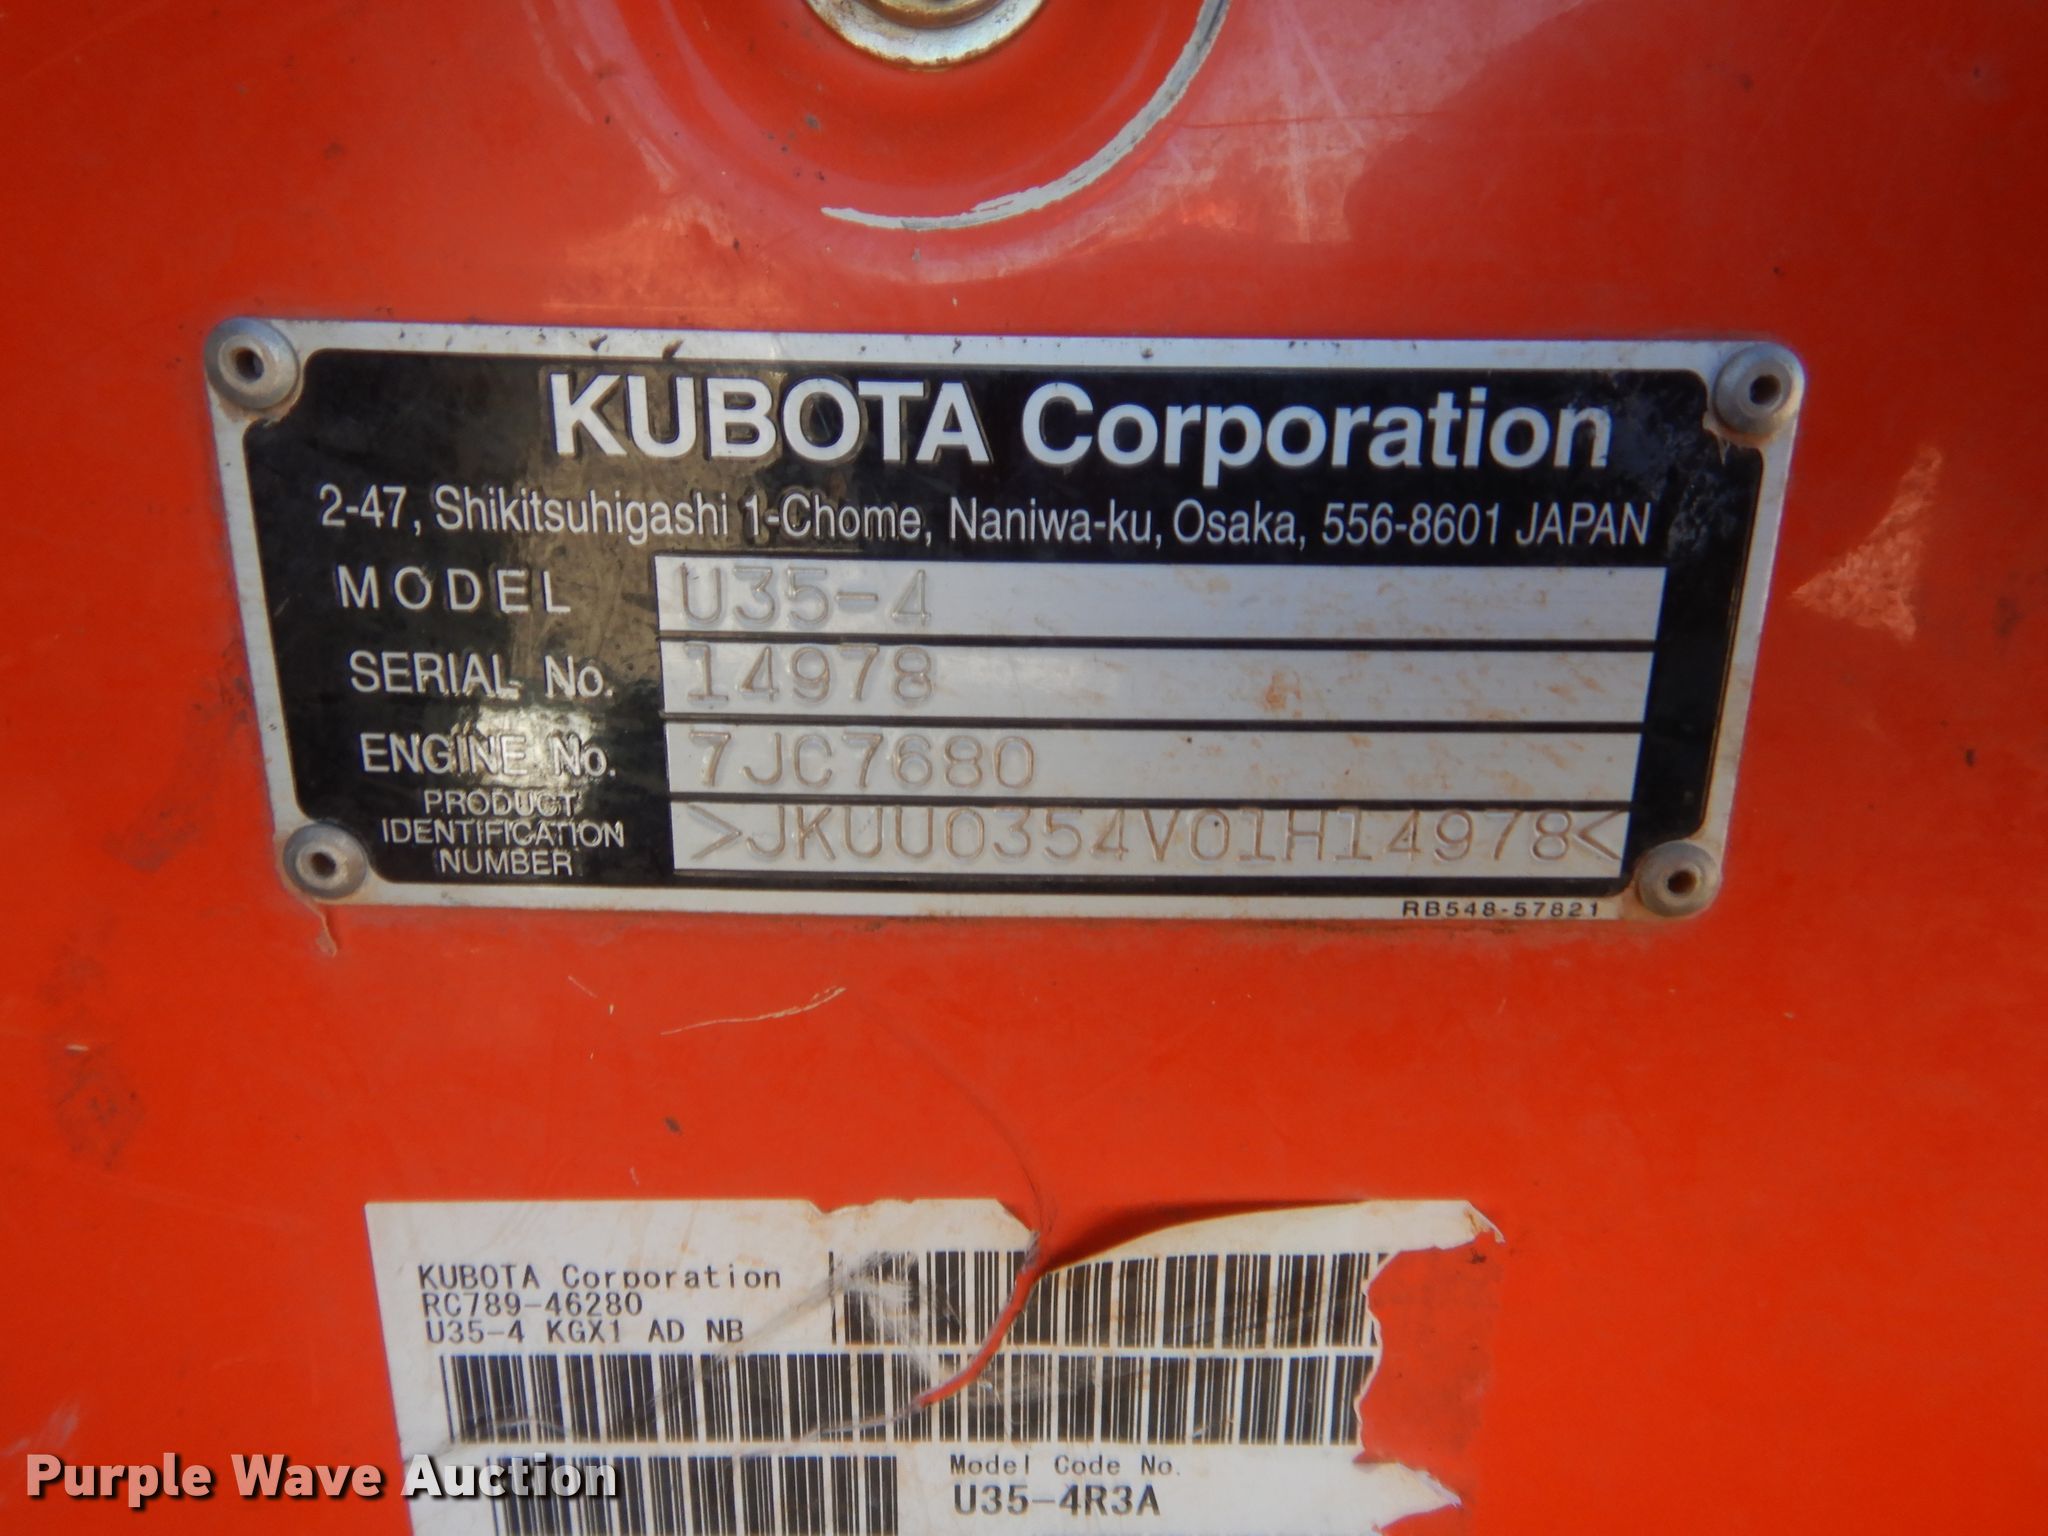 KUBOTA Corporation
2-47, Shikitsuhigashi 1-Chome, Naniwa-ku, Osaka, 556-8601 JAPAN
MODEL U35-4
SERIAL No. 14978
ENGINE No. 7JC7680
PRODUCT
IDENTIFICATION
NUMBER
>JKUU0354V01H14978<
RB548-57821
KUBOTA Corporation
RC789-46280
U35-4 KGX1 AD NB
Model Code No.
U35-4R3A
Purple Wave Auction